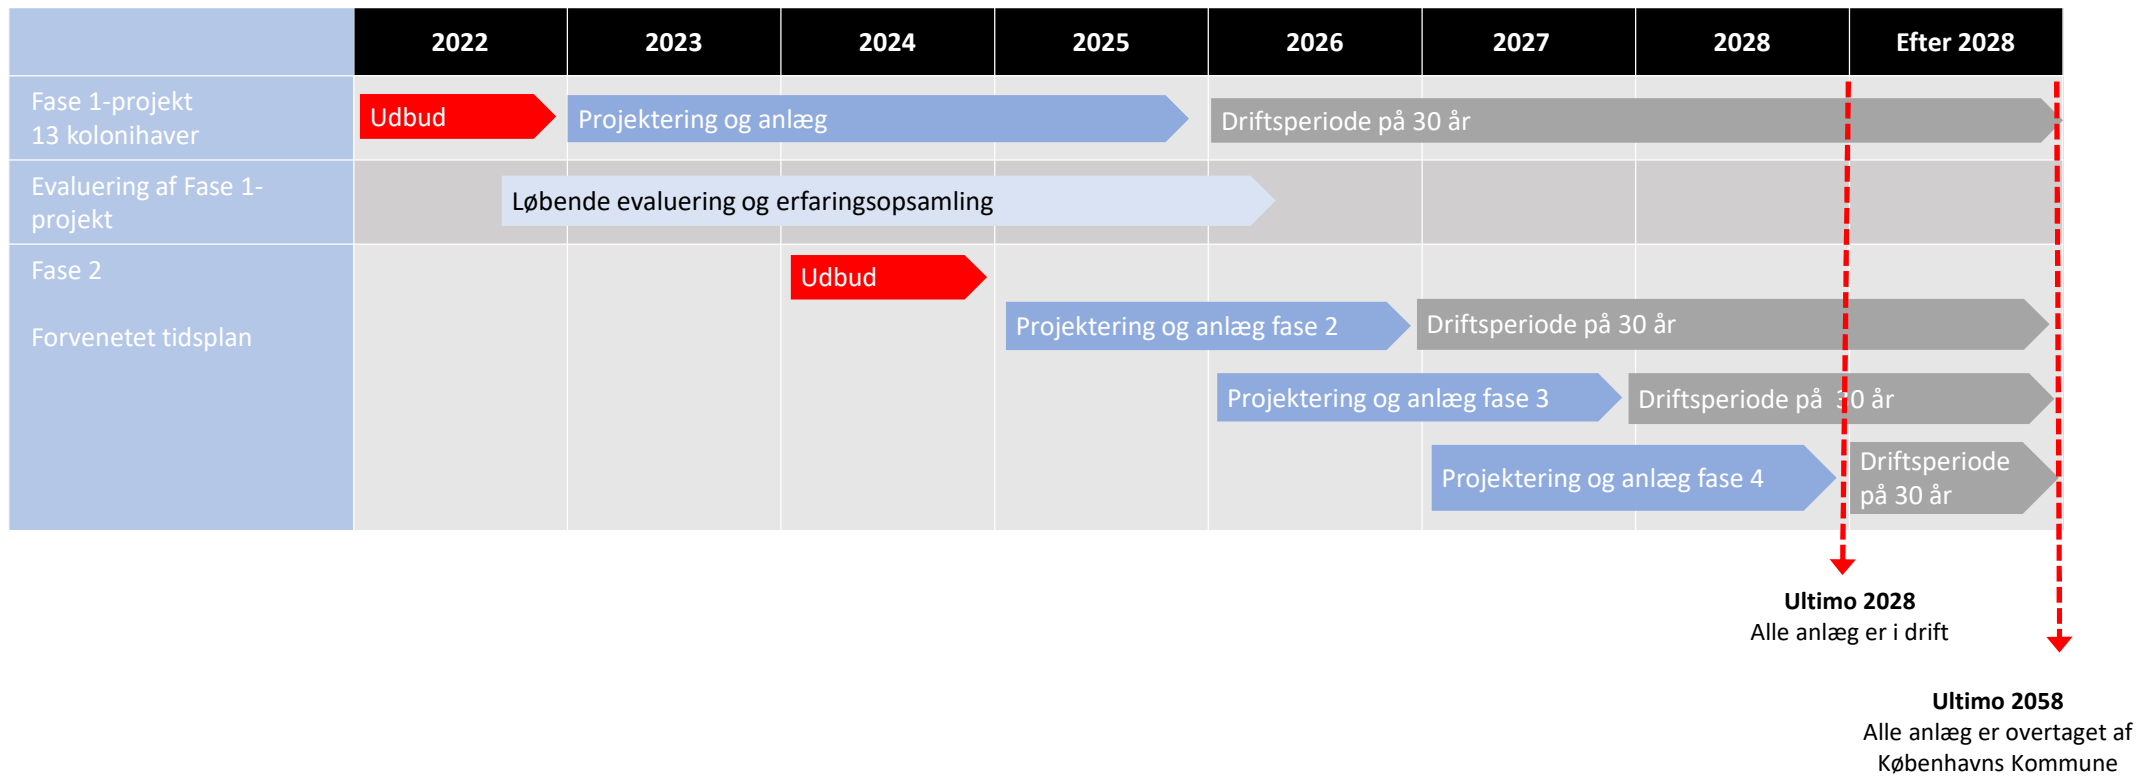 2022
2023
2024
2025
2026
2027
2028
Efter 2028
Fase 1-projekt
13 kolonihaver
Udbud
Projektering og anlæg
Driftsperiode på 30 år
Evaluering af Fase 1-
projekt
Løbende evaluering og erfaringsopsamling
Fase 2
Forvenetet tidsplan
Udbud
Projektering og anlæg fase 2
Driftsperiode på 30 år
Projektering og anlæg fase 3
Driftsperiode på 30 år
Projektering og anlæg fase 4
Driftsperiode
på 30 år
Ultimo 2028
Alle anlæg er i drift
Ultimo 2058
Alle anlæg er overtaget af
Københavns Kommune